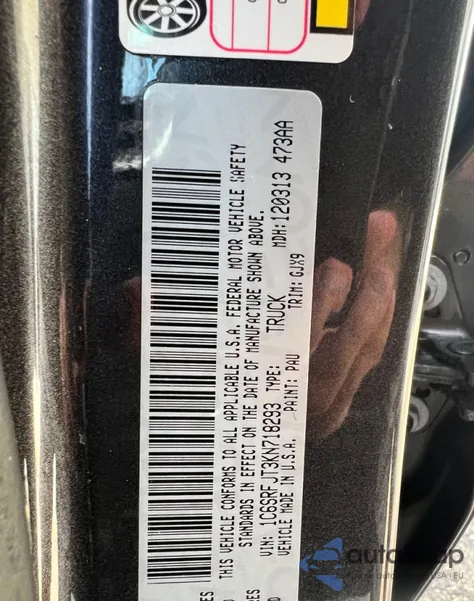 THIS VEHICLE CONFORMS TO ALL APPLICABLE U.S.A. FEDERAL MOTOR VEHICLE SAFETY
STANDARDS IN EFFECT ON THE DATE OF MANUFACTURE SHOWN ABOVE.
VIN: 1C6SRFJT3KN718293 TYPE: TRUCK MDH: 120313 473AA
VEHICLE MADE IN U.S.A. PAINT: PAU TRIM: GJX9